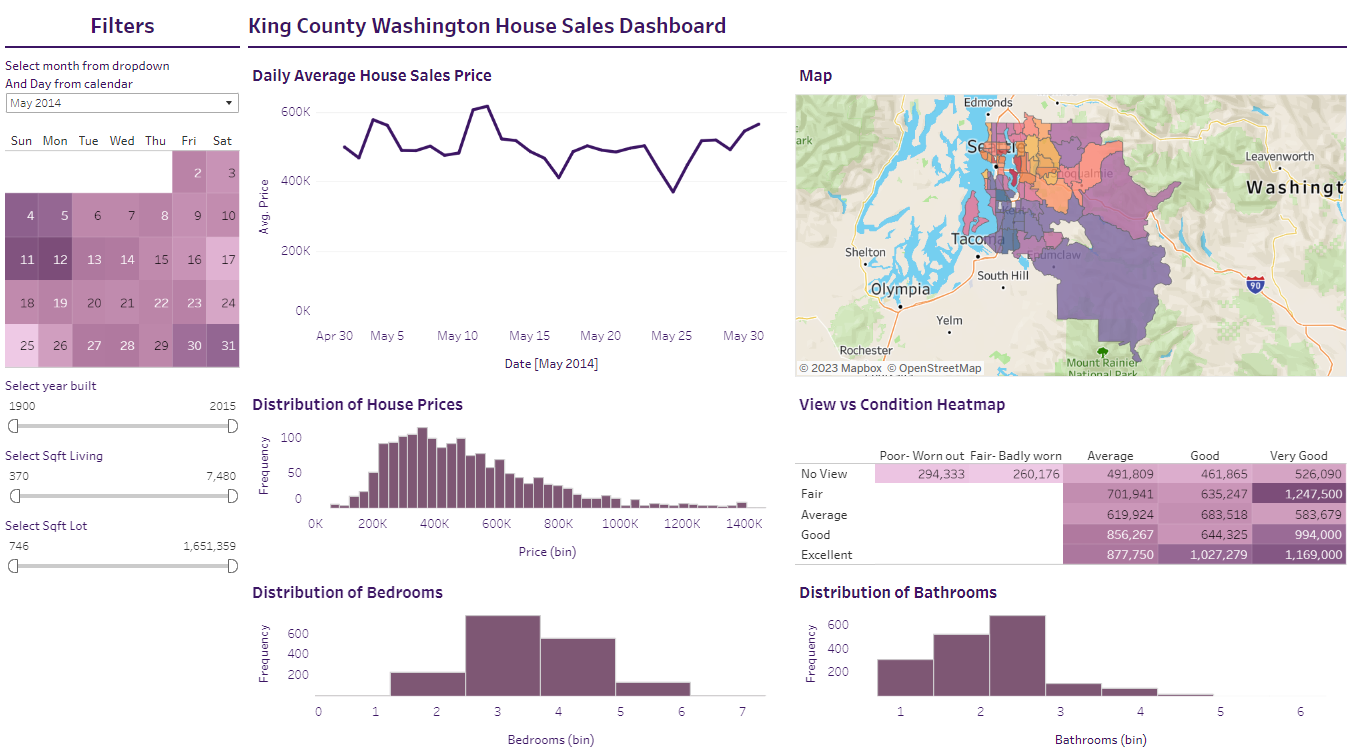 Filters
King County Washington House Sales Dashboard
Select month from dropdown
And Day from calendar
May 2014
Sun Mon Tue Wed Thu Fri Sat
2 3
4 5 6 7 8 9 10
11 12 13 14 15 16 17
18 19 20 21 22 23 24
25 26 27 28 29 30 31
Select year built
1900 2015
Select Sqft Living
370 7,480
Select Sqft Lot
746 1,651,359
Daily Average House Sales Price
Avg. Price
600K
400K
200K
0K
Apr 30 May 5 May 10 May 15 May 20 May 25 May 30
Date [May 2014]
Map
Edmonds
ark
Leavenworth
Washingt
Tacoma
Shelton
Enumclaw
South Hill
Olympia
90
Yelm
Rochester
Mount Rainier
National Park
© 2023 Mapbox © OpenStreetMap
Distribution of House Prices
Frequency
100
50
0
0K 200K 400K 600K 800K 1000K 1200K 1400K
Price (bin)
View vs Condition Heatmap
Poor- Worn out Fair- Badly worn Average Good Very Good
No View 294,333 260,176 491,809 461,865 526,090
Fair 701,941 635,247 1,247,500
Average 619,924 683,518 583,679
Good 856,267 644,325 994,000
Excellent 877,750 1,027,279 1,169,000
Distribution of Bedrooms
Frequency
600
400
200
0 1 2 3 4 5 6 7
Bedrooms (bin)
Distribution of Bathrooms
Frequency
600
400
200
1 2 3 4 5 6
Bathrooms (bin)